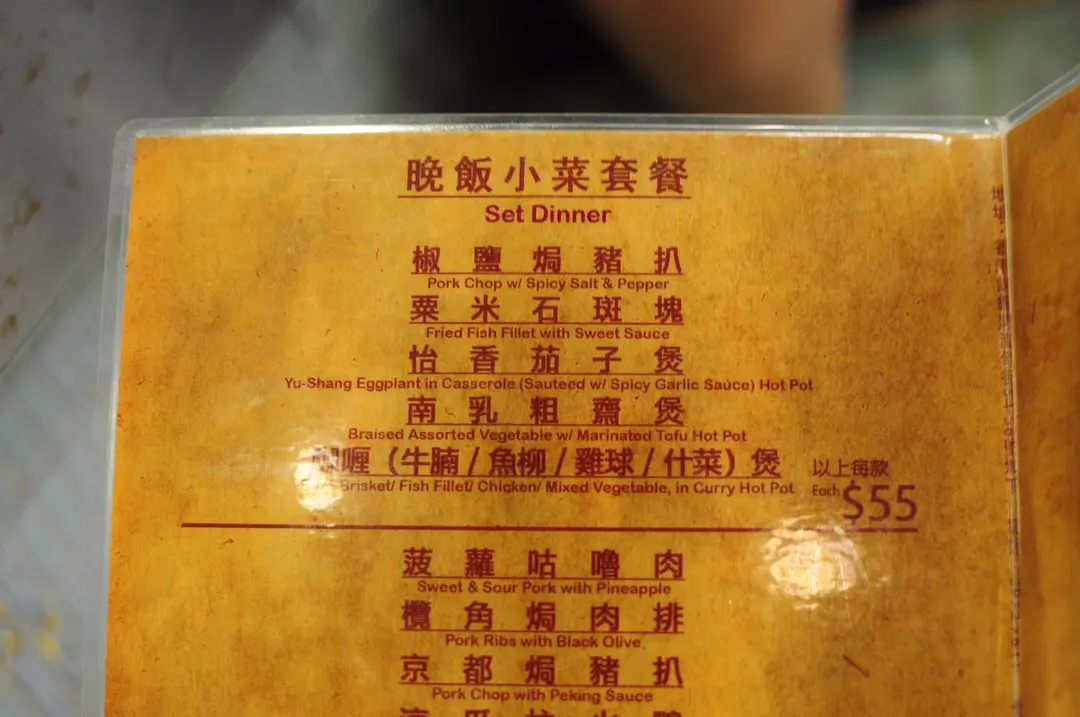 晚飯小菜套餐
Set Dinner
椒鹽焗豬扒
Pork Chop w/ Spicy Salt & Pepper
粟米石斑塊
Fried Fish Fillet with Sweet Sauce
怡香茄子煲
Yu-Shang Eggplant in Casserole (Sauteed w/ Spicy Garlic Sauce) Hot Pot
南乳粗齋煲
Braised Assorted Vegetable w/ Marinated Tofu Hot Pot
喱（牛腩/魚柳/雞球/什菜）煲
Brisket/ Fish Fillet/ Chicken/ Mixed Vegetable, in Curry Hot Pot
以上每款
Each $55
菠蘿咕嚕肉
Sweet & Sour Pork with Pineapple
欖角焗肉排
Pork Ribs with Black Olive
京都焗豬扒
Pork Chop with Peking Sauce